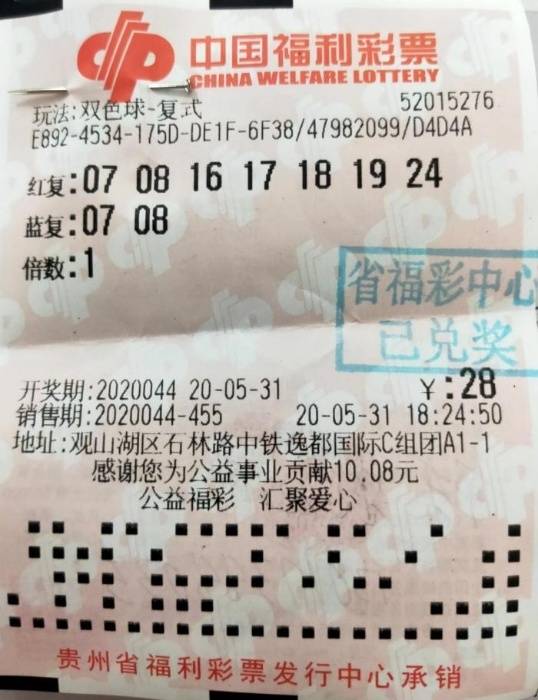 中国福利彩票
CHINA WELFARE LOTTERY
玩法:双色球-复式 52015276
E892-4534-175D-DE1F-6F38/47982099/D4D4A
红复:07 08 16 17 18 19 24
蓝复:07 08
倍数:1
省福彩中心
已兑奖
开奖期:2020044 20-05-31 ￥:28
销售期:2020044-455 20-05-31 18:24:50
地址:观山湖区石林路中铁逸都国际C组团A1-1
感谢您为公益事业贡献10.08元
公益福彩 汇聚爱心
贵州省福利彩票发行中心承销